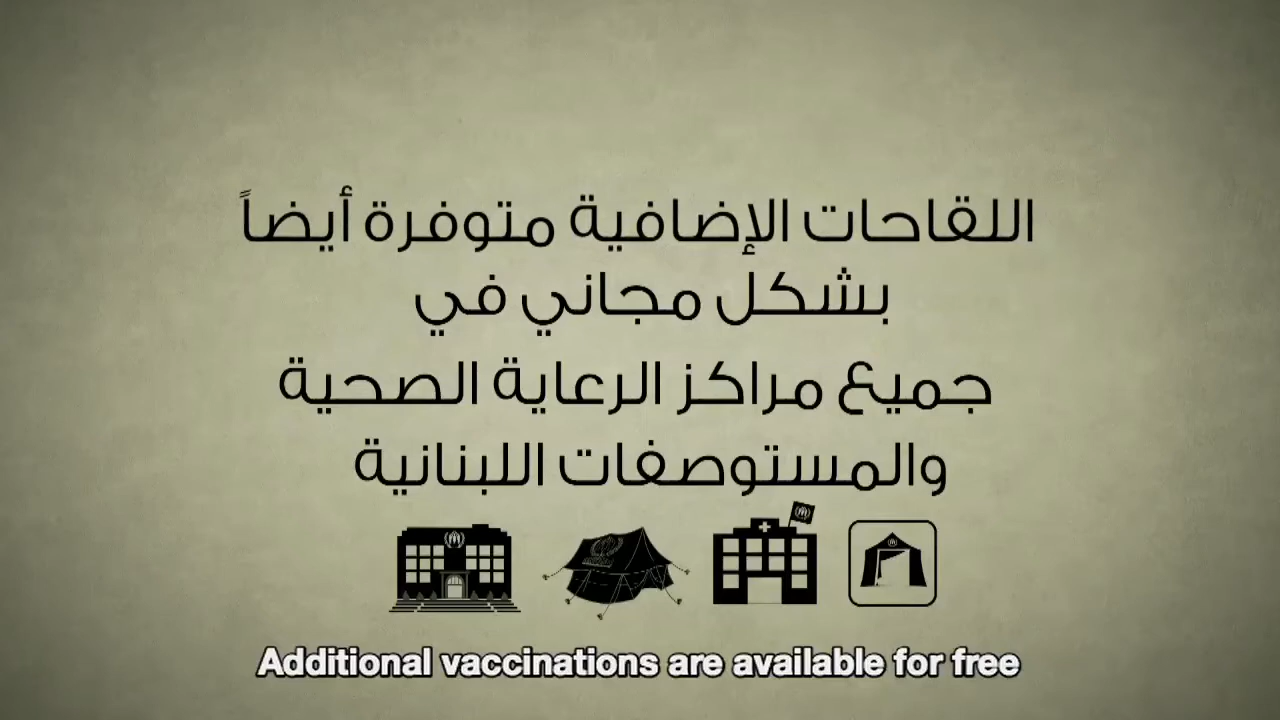 اللقاحات الإضافية متوفرة أيضاً
بشكل مجاني في
جميع مراكز الرعاية الصحية
والمستوصفات اللبنانية
Additional vaccinations are available for free